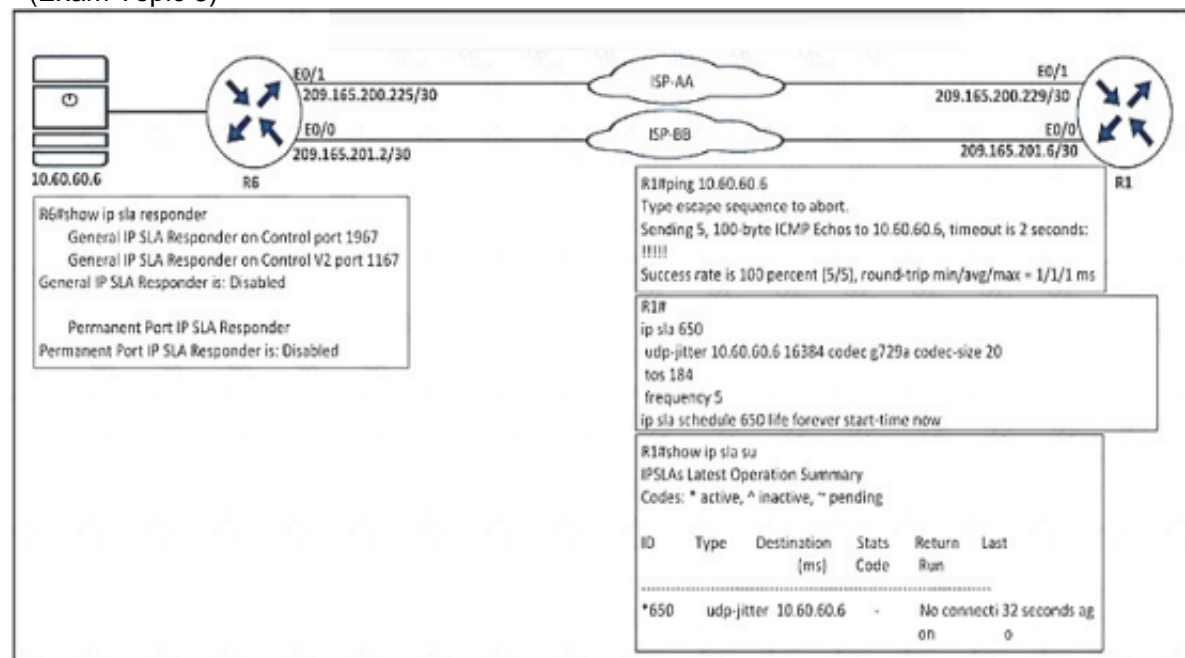 (Exam Topic 3)
E0/1
209.165.200.225/30
E0/0
209.165.201.2/30
10.60.60.6
R6
ISP-AA
ISP-BB
E0/1
209.165.200.229/30
E0/0
209.165.201.6/30
R1
R6#show ip sla responder
General IP SLA Responder on Control port 1967
General IP SLA Responder on Control V2 port 1167
General IP SLA Responder is: Disabled
Permanent Port IP SLA Responder
Permanent Port IP SLA Responder is: Disabled
R1#ping 10.60.60.6
Type escape sequence to abort.
Sending 5, 100-byte ICMP Echos to 10.60.60.6, timeout is 2 seconds:
!!!!!
Success rate is 100 percent (5/5), round-trip min/avg/max = 1/1/1 ms
R1#
ip sla 650
udp-jitter 10.60.60.6 16384 codec g729a codec-size 20
tos 184
frequency 5
ip sla schedule 650 life forever start-time now
R1#show ip sla su
IPSLAs Latest Operation Summary
Codes: * active, ^ inactive, ~ pending
ID Type Destination Stats Return Last
(ms) Code Run
*650 udp-jitter 10.60.60.6 - No connecti 32 seconds ag
on o